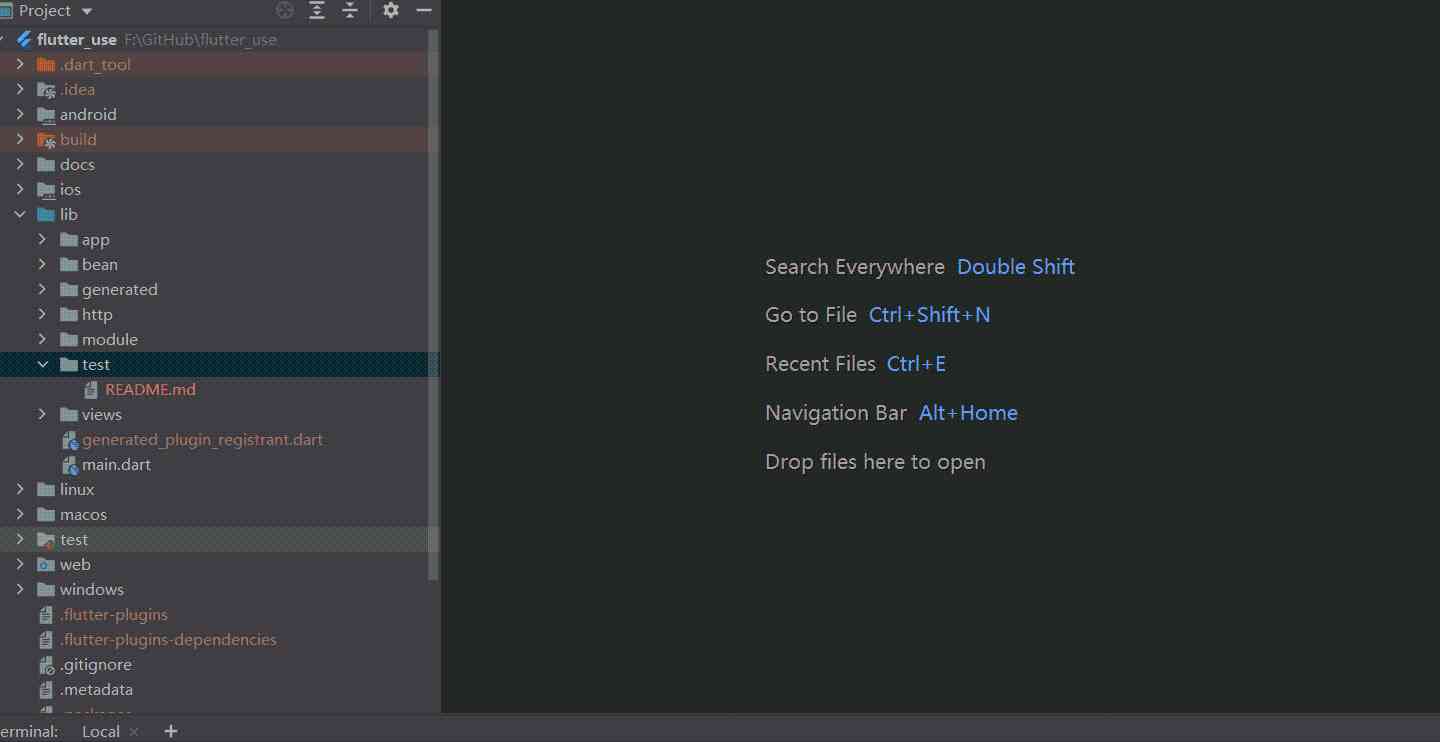 Project
flutter_use F:\GitHub\flutter_use
.dart_tool
.idea
android
build
docs
ios
lib
app
bean
generated
http
module
test
README.md
views
generated_plugin_registrant.dart
main.dart
linux
macos
test
web
windows
.flutter-plugins
.flutter-plugins-dependencies
.gitignore
.metadata
Search Everywhere Double Shift
Go to File Ctrl+Shift+N
Recent Files Ctrl+E
Navigation Bar Alt+Home
Drop files here to open
erminal: Local × +